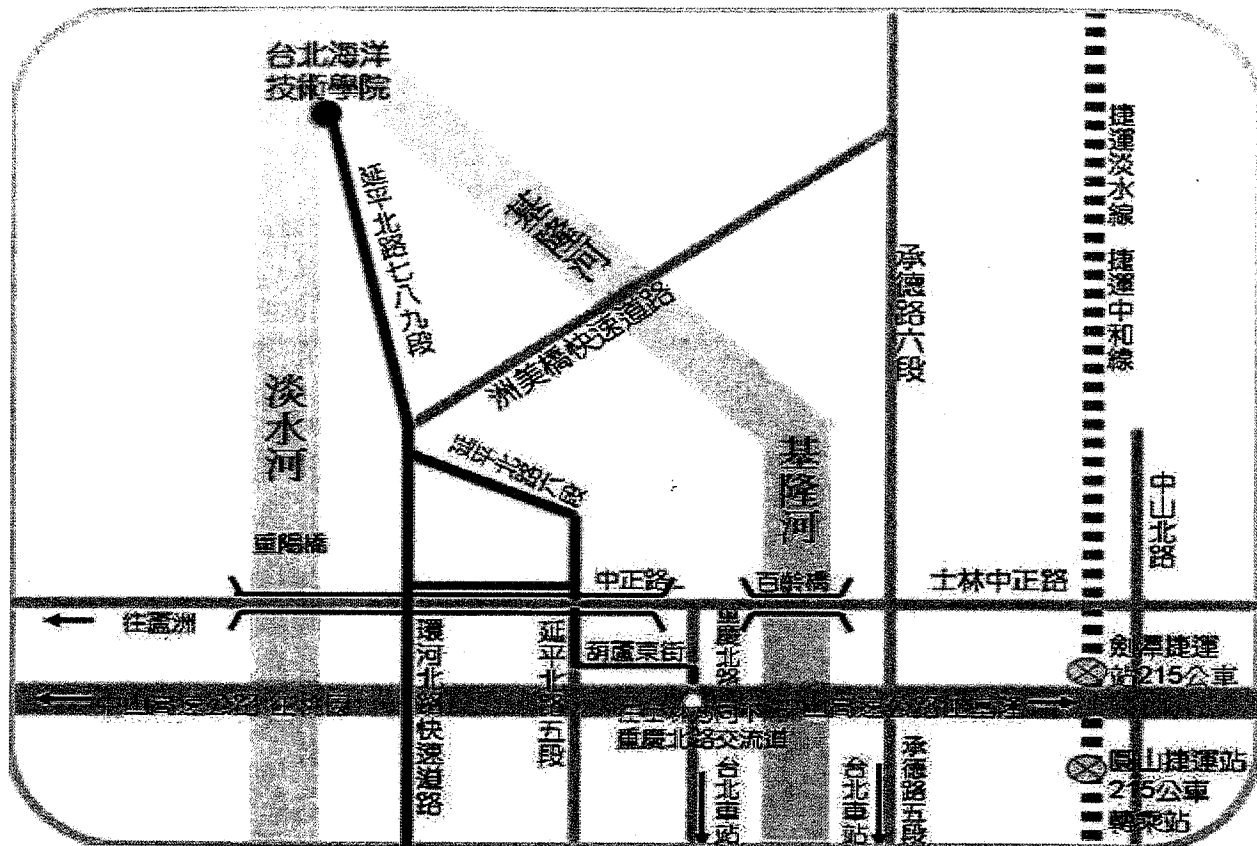 台北海洋
技術學院
延平北路七八九段
基隆河
洲美橋快速道路
承德路六段
捷運淡水線 捷運中和線
淡水河
延平北路六段
基隆河
中山北路
重陽橋
中正路
百齡橋
士林中正路
往蘆洲
環河北路快速道路
延平北路五段
葫蘆東街
重慶北路
劍潭捷運
站215公車
重慶北路交流道
台北車站
台北車站
承德路五段
圓山捷運站
215公車
轉乘站